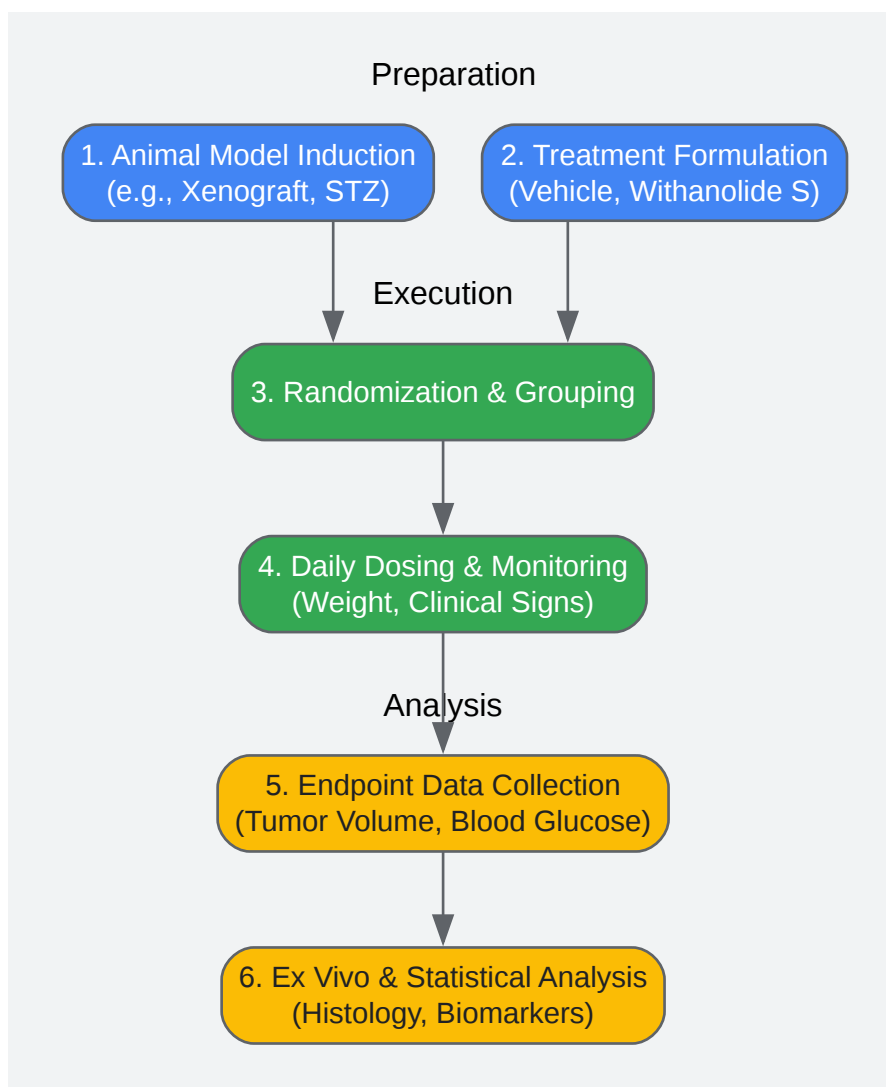 Preparation
1. Animal Model Induction
(e.g., Xenograft, STZ)
2. Treatment Formulation
(Vehicle, Withanolide S)
Execution
3. Randomization & Grouping
4. Daily Dosing & Monitoring
(Weight, Clinical Signs)
Analysis
5. Endpoint Data Collection
(Tumor Volume, Blood Glucose)
6. Ex Vivo & Statistical Analysis
(Histology, Biomarkers)